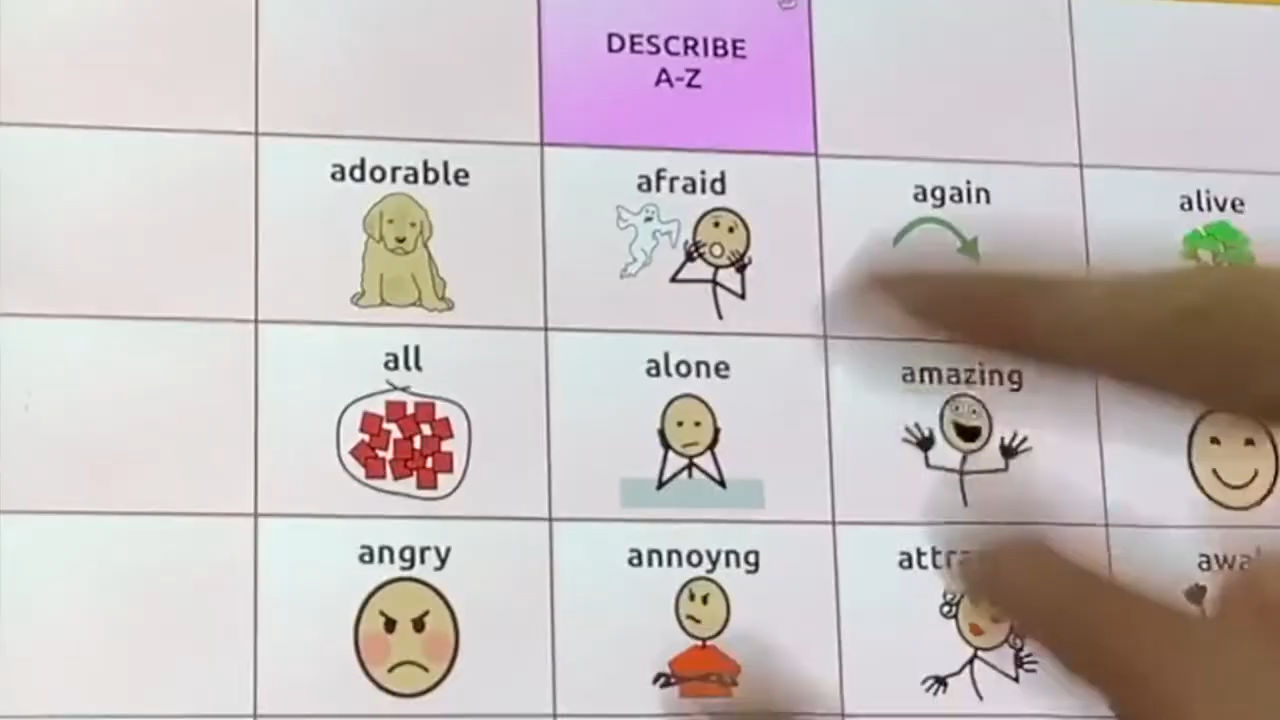 DESCRIBE
A-Z
adorable
afraid
again
alive
all
alone
amazing
angry
annoyng